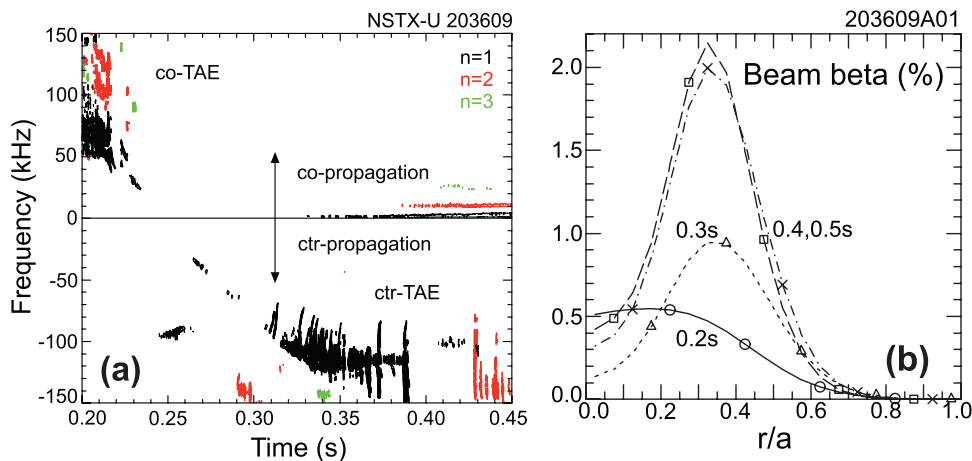 NSTX-U 203609
150
100
50
0
-50
-100
-150
Frequency (kHz)
co-TAE
n=1
n=2
n=3
co-propagation
ctr-propagation
ctr-TAE
(a)
0.20 0.25 0.30 0.35 0.40 0.45
Time (s)
203609A01
Beam beta (%)
2.0
1.5
1.0
0.5
0.0
0.3s
0.4,0.5s
0.2s
(b)
0.0 0.2 0.4 0.6 0.8 1.0
r/a